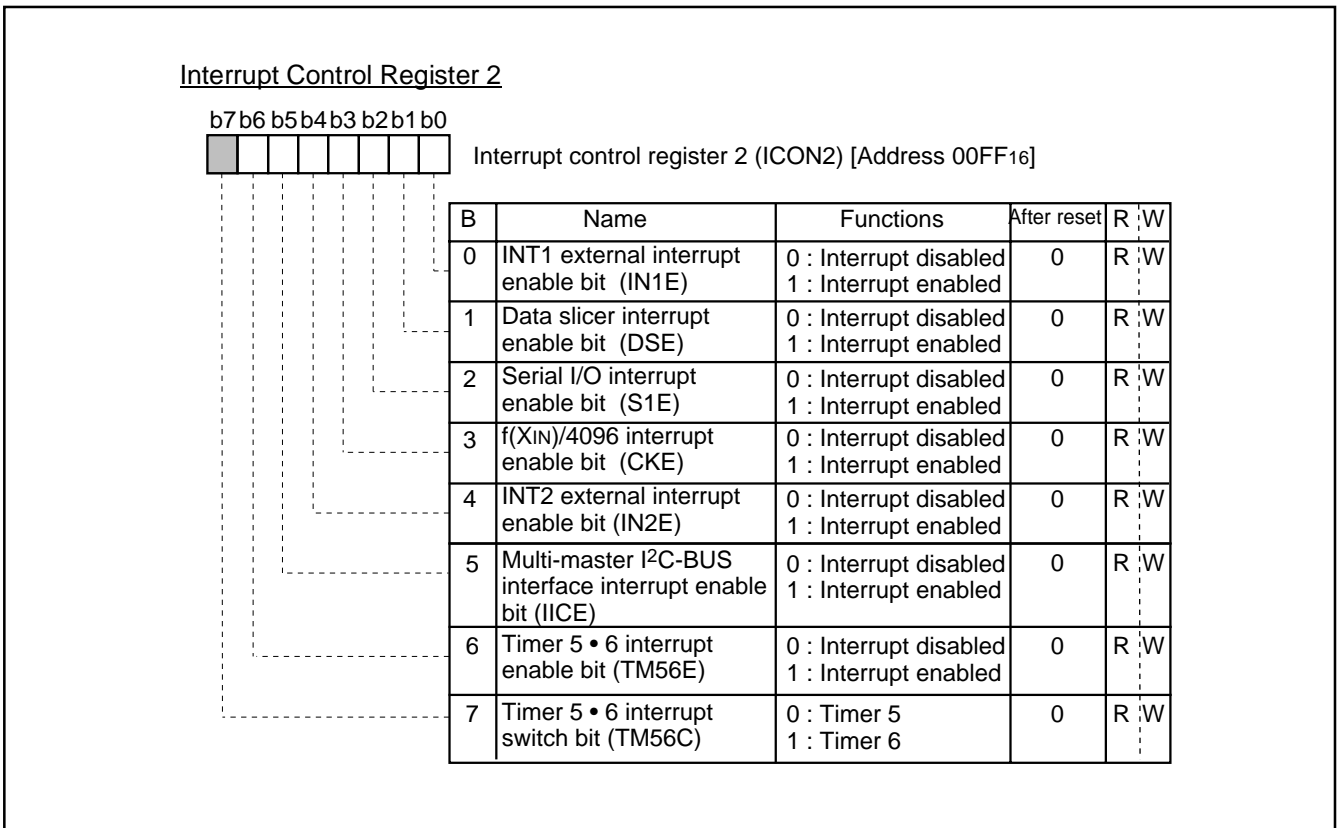 Interrupt Control Register 2
b7 b6 b5 b4 b3 b2 b1 b0
Interrupt control register 2 (ICON2) [Address 00FF16]
B Name Functions After reset R W
0 INT1 external interrupt 0 : Interrupt disabled 0 R W
enable bit (IN1E) 1 : Interrupt enabled
1 Data slicer interrupt 0 : Interrupt disabled 0 R W
enable bit (DSE) 1 : Interrupt enabled
2 Serial I/O interrupt 0 : Interrupt disabled 0 R W
enable bit (S1E) 1 : Interrupt enabled
3 f(XIN)/4096 interrupt 0 : Interrupt disabled 0 R W
enable bit (CKE) 1 : Interrupt enabled
4 INT2 external interrupt 0 : Interrupt disabled 0 R W
enable bit (IN2E) 1 : Interrupt enabled
5 Multi-master I2C-BUS 0 : Interrupt disabled 0 R W
interface interrupt enable 1 : Interrupt enabled
bit (IICE)
6 Timer 5 • 6 interrupt 0 : Interrupt disabled 0 R W
enable bit (TM56E) 1 : Interrupt enabled
7 Timer 5 • 6 interrupt 0 : Timer 5 0 R W
switch bit (TM56C) 1 : Timer 6